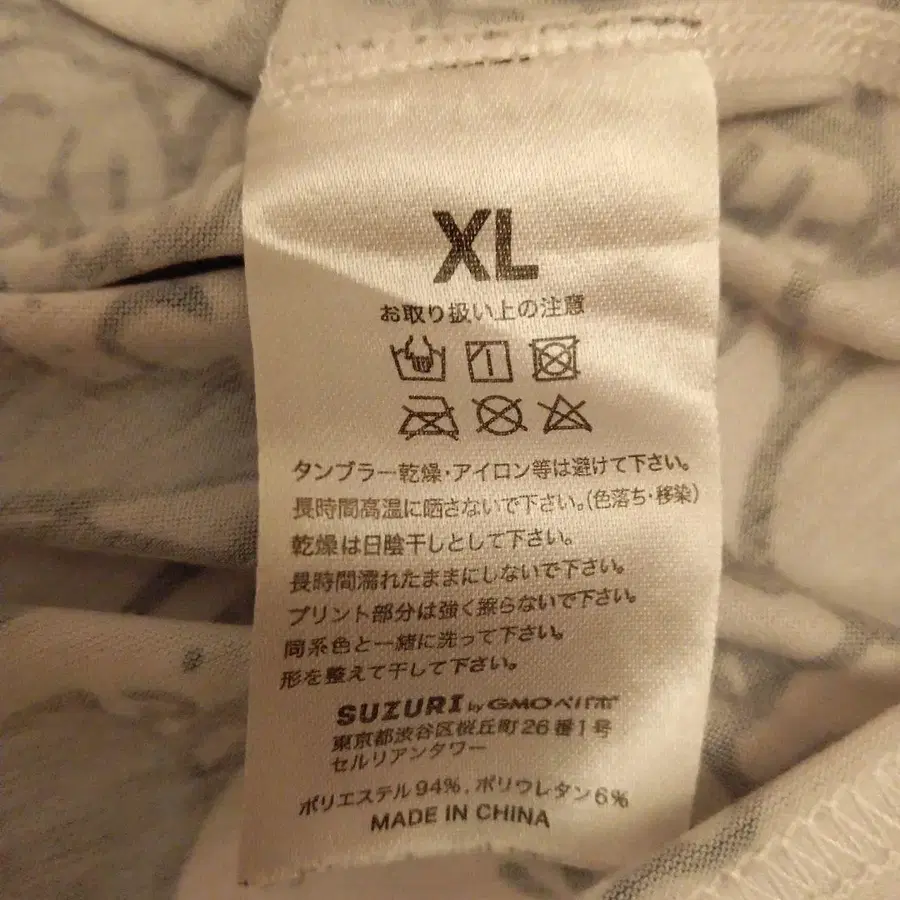 XL
お取り扱い上の注意
タンブラー乾燥・アイロン等は避けて下さい。
長時間高温に晒さないで下さい。(色落ち・移染)
乾燥は日陰干しとして下さい。
長時間濡れたままにしないで下さい。
プリント部分は強く擦らないで下さい。
同系色と一緒に洗って下さい。
形を整えて干して下さい。
SUZURI by GMOペパボ
東京都渋谷区桜丘町26番1号
セルリアンタワー
ポリエステル94%, ポリウレタン6%
MADE IN CHINA